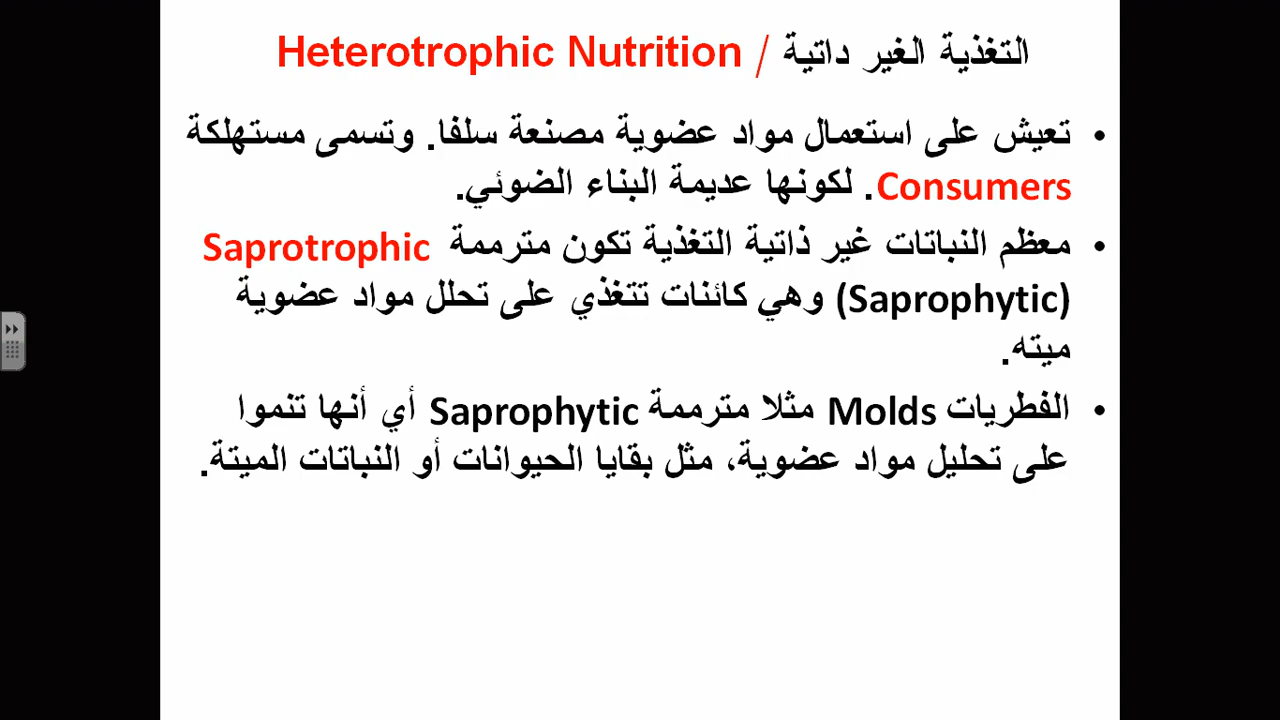 التغذية الغير داتية / Heterotrophic Nutrition
• تعيش على استعمال مواد عضوية مصنعة سلفا. وتسمى مستهلكة
Consumers. لكونها عديمة البناء الضوئي.
• معظم النباتات غير ذاتية التغذية تكون مترممة Saprotrophic
(Saprophytic) وهي كائنات تتغذي على تحلل مواد عضوية
ميته.
• الفطريات Molds مثلا مترممة Saprophytic أي أنها تنموا
على تحليل مواد عضوية، مثل بقايا الحيوانات أو النباتات الميتة.